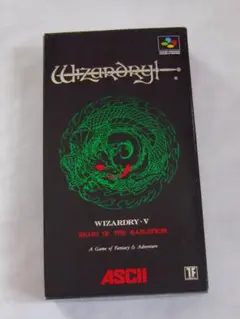 Wizardry
WIZARDRY·V
HEART OF THE MAELSTROM
A Game of Fantasy & Adventure
ASCII